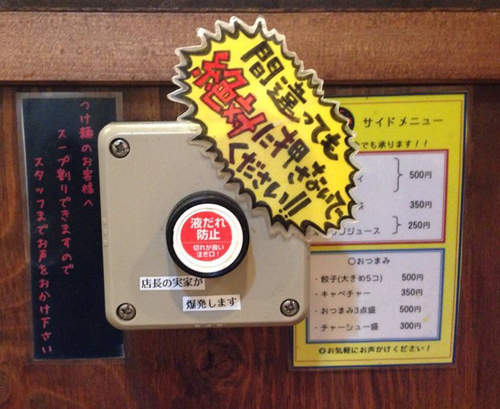 つけ麺のお客様へ
スープ割りできますので
スタッフまでお声をおかけ下さい
間違っても
絶対に押さないで
ください!!
液だれ
防止
切れが良い
注ぎ口!
店長の実家が
爆発します
サイドメニュー
でも承ります!!
500円
350円
ジュース
250円
○おつまみ
・餃子(大きめ5コ) 500円
・キャベチャー 350円
・おつまみ3点盛 500円
・チャーシュー盛 300円
◎お気軽にお声がけください!